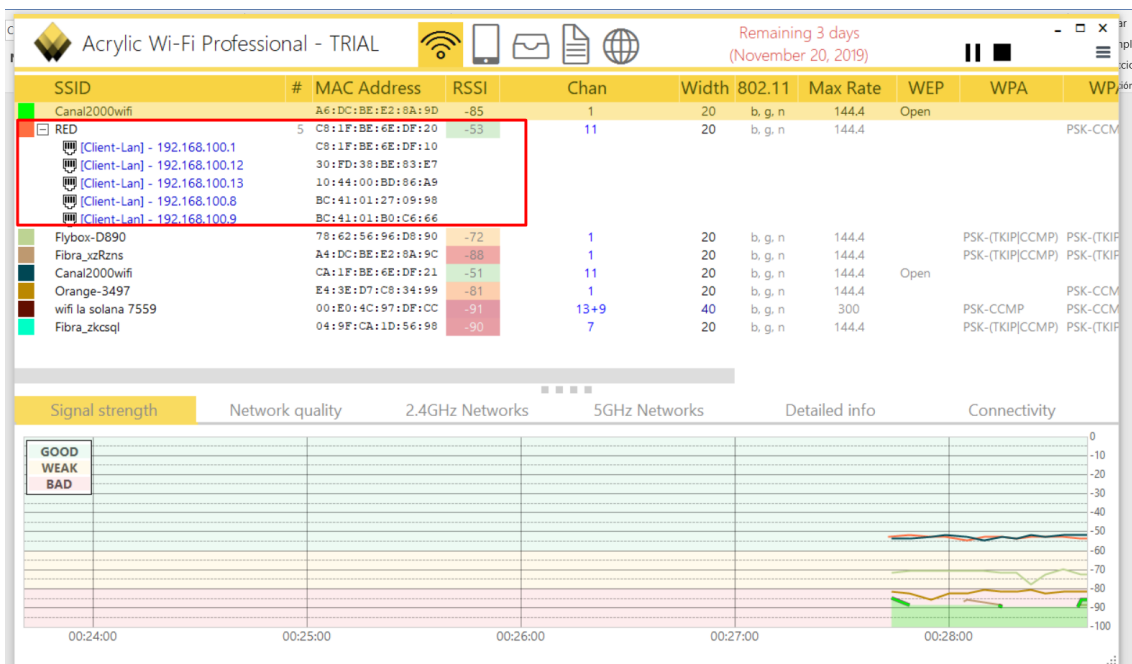 Acrylic Wi-Fi Professional - TRIAL
Remaining 3 days
(November 20, 2019)
SSID # MAC Address RSSI Chan Width 802.11 Max Rate WEP WPA WPA
Canal2000wifi A6:DC:BE:E2:8A:9D -85 1 20 b, g, n 144.4 Open
RED 5 C8:1F:BE:6E:DF:20 -53 11 20 b, g, n 144.4 PSK-CCM
[Client-Lan] - 192.168.100.1 C8:1F:BE:6E:DF:10
[Client-Lan] - 192.168.100.12 30:FD:38:BE:83:E7
[Client-Lan] - 192.168.100.13 10:44:00:BD:86:A9
[Client-Lan] - 192.168.100.8 BC:41:01:27:09:98
[Client-Lan] - 192.168.100.9 BC:41:01:B0:C6:66
Flybox-D890 78:62:56:96:D8:90 -72 1 20 b, g, n 144.4 PSK-(TKIP|CCMP) PSK-(TKIP
Fibra_xzRzns A4:DC:BE:E2:8A:9C -88 1 20 b, g, n 144.4 PSK-(TKIP|CCMP) PSK-(TKIP
Canal2000wifi CA:1F:BE:6E:DF:21 -51 11 20 b, g, n 144.4 Open
Orange-3497 E4:3E:D7:C8:34:99 -81 1 20 b, g, n 144.4 PSK-CCM
wifi la solana 7559 00:E0:4C:97:DF:CC -91 13+9 40 b, g, n 300 PSK-CCMP PSK-CCM
Fibra_zkcsql 04:9F:CA:1D:56:98 -90 7 20 b, g, n 144.4 PSK-(TKIP|CCMP) PSK-(TKIP
Signal strength Network quality 2.4GHz Networks 5GHz Networks Detailed info Connectivity
GOOD
WEAK
BAD
0
-10
-20
-30
-40
-50
-60
-70
-80
-90
-100
00:24:00 00:25:00 00:26:00 00:27:00 00:28:00